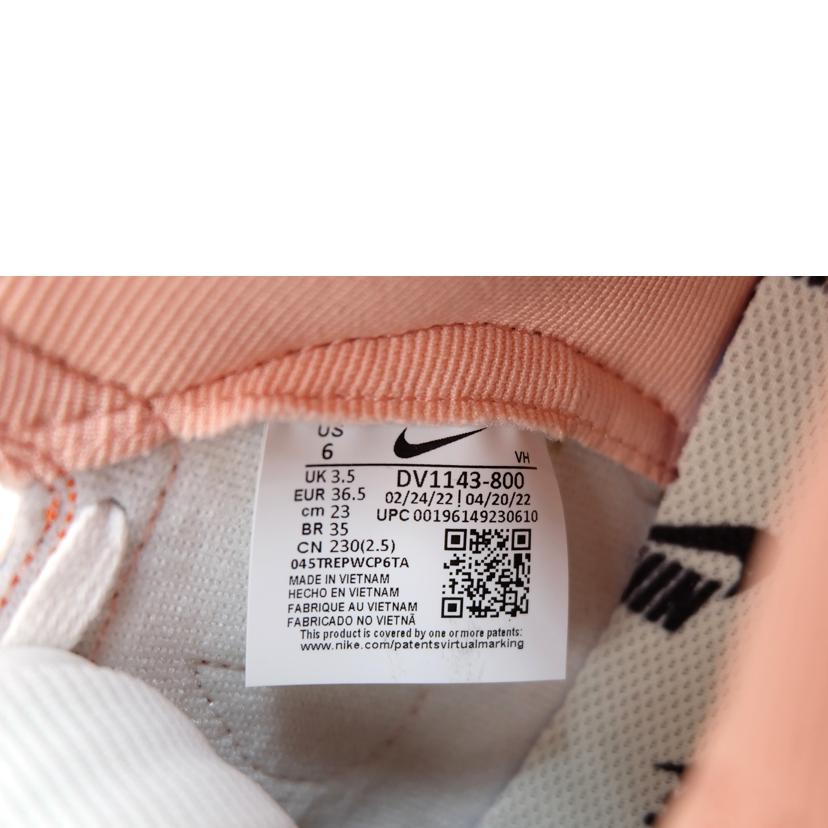 US
6
VH
UK 3.5
EUR 36.5
cm 23
BR 35
CN 230(2.5)
DV1143-800
02/24/22 | 04/20/22
UPC 00196149230610
045TREPWCP6TA
MADE IN VIETNAM
HECHO EN VIETNAM
FABRIQUE AU VIETNAM
FABRICADO NO VIETNÃ
This product is covered by one or more patents:
www.nike.com/patentsvirtualmarking